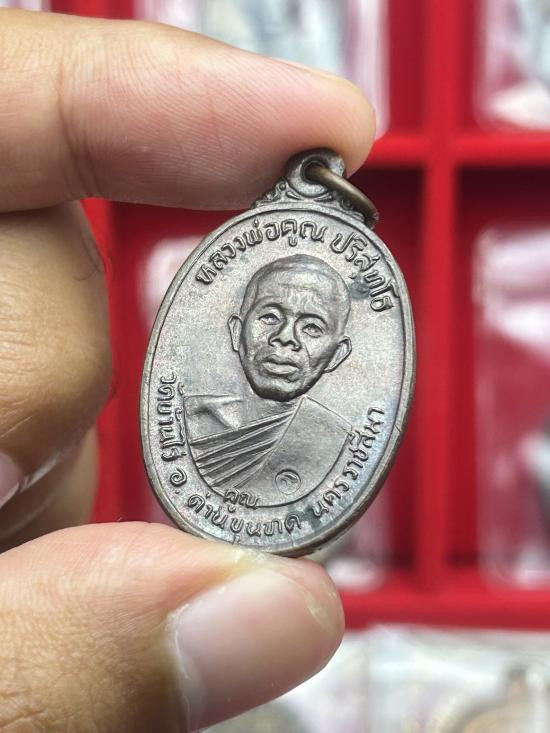 หลวงพ่อคูณ ปริสุทฺโธ
วัดบ้านไร่ อ. ด่านขุนทด นครราชสีมา
คูณ